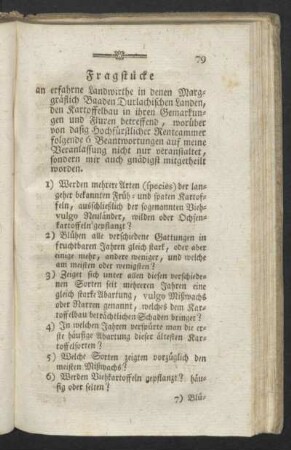 79
Fragstücke
an erfahrne Landwirthe in denen Marg-
gräflich Baaden Durlachischen Landen,
den Kartoffelbau in ihren Gemarkun-
gen und Fluren betreffend, worüber
von dasig Hochfürstlicher Rentcammer
folgende 6 Beantwortungen auf meine
Veranlassung nicht nur veranstaltet,
sondern mir auch gnädigst mitgetheilt
worden.
1) Werden mehrere Arten (species) der lan-
geher bekannten Früh- und spaten Kartof-
feln, ausschließlich der sogenannten Vieh-
vulgo Neuländer, wilden oder Ochsen-
kartoffeln gepflanzt?
2) Blühen alle verschiedene Gattungen in
fruchtbaren Jahren gleich stark, oder aber
einige mehr, andere weniger, und welche
am meisten oder wenigsten?
3) Zeiget sich unter allen diesen verschiede-
nen Sorten seit mehreren Jahren eine
gleich starke Abartung, vulgo Mißwachs
oder Narren genannt, welches dem Kar-
toffelbau beträchtlichen Schaden bringet?
4) In welchen Jahren verspürte man die er-
ste häufige Abartung dieser ältesten Kar-
toffelsorten?
5) Welche Sorten zeigten vorzüglich den
meisten Mißwachs?
6) Werden Viehkartoffeln gepflanzt? häu-
fig oder selten?
7) Blü-